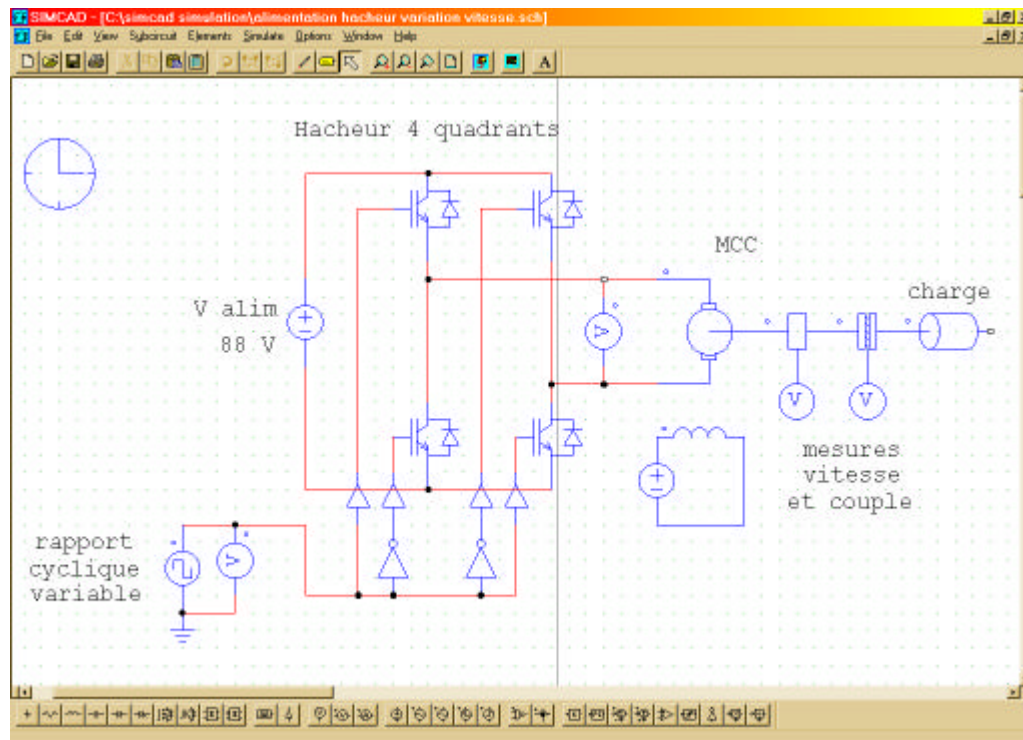 SIMCAD - [C:\simcad simulation\alimentation hacheur variation vitesse.sch]
File Edit View Subcircuit Elements Simulate Options Window Help
A
Hacheur 4 quadrants
MCC
charge
V alim
88 V
V
V
V
mesures
vitesse
et couple
rapport
cyclique
variable
V